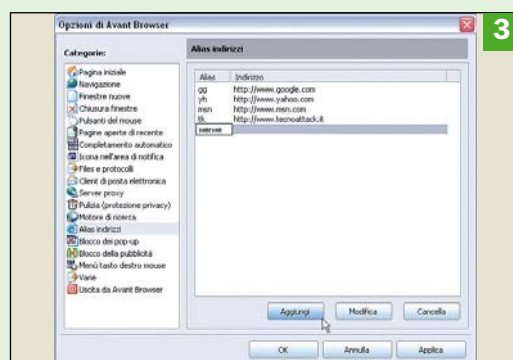 Opzioni di Avant Browser
3
Categorie:
Alias indirizzi
Pagina iniziale
Navigazione
Finestre nuove
Chiusura finestre
Pulsanti del mouse
Pagine aperte di recente
Completamento automatico
Icona nell'area di notifica
Files e protocolli
Client di posta elettronica
Server proxy
Pulizia (protezione privacy)
Motore di ricerca
Alias indirizzi
Blocco dei pop-up
Blocco della pubblicità
Menù tasto destro mouse
Varie
Uscita da Avant Browser
Alias Indirizzo
gg http://www.google.com
yh http://www.yahoo.com
msn http://www.msn.com
tk http://www.tecnoattack.it
Aggiungi Modifica Cancella
OK Annulla Applica